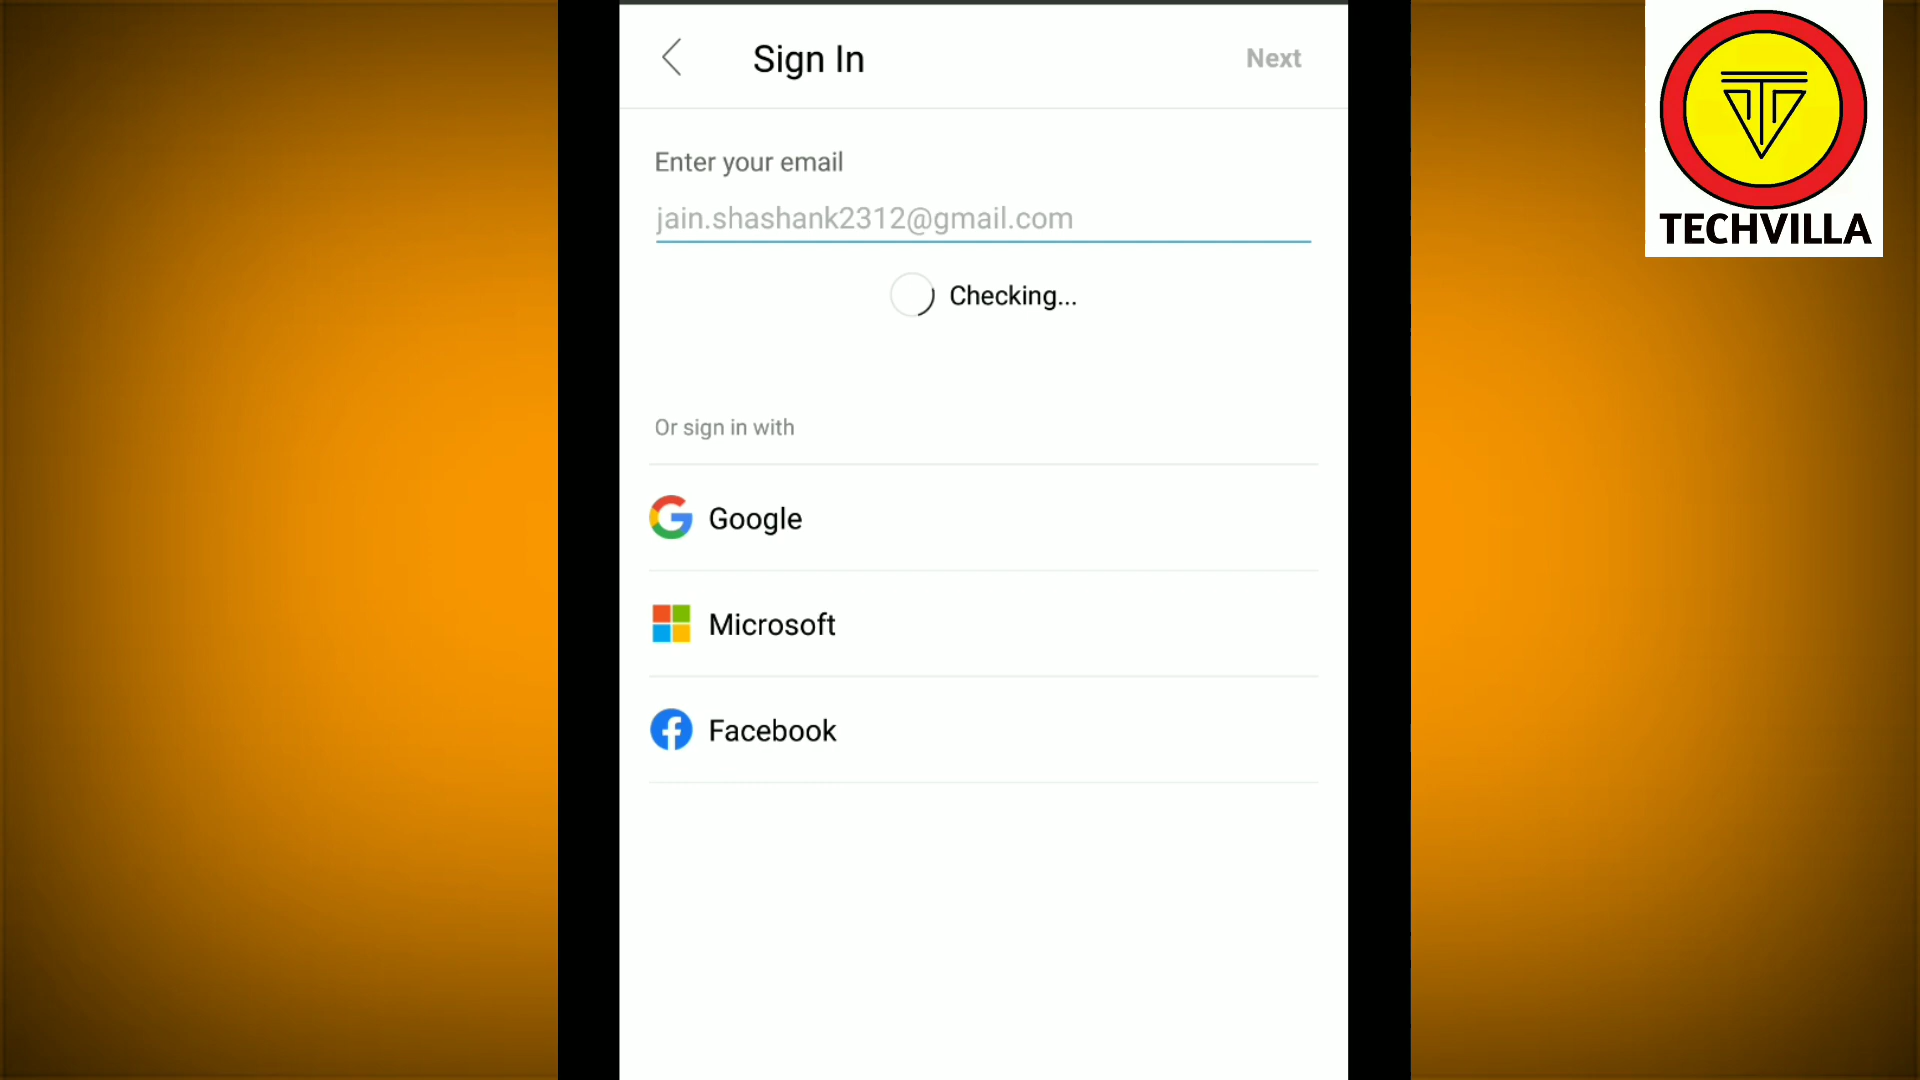 Sign In
Next
Enter your email
jain.shashank2312@gmail.com
Checking...
Or sign in with
Google
Microsoft
Facebook
TECHVILLA